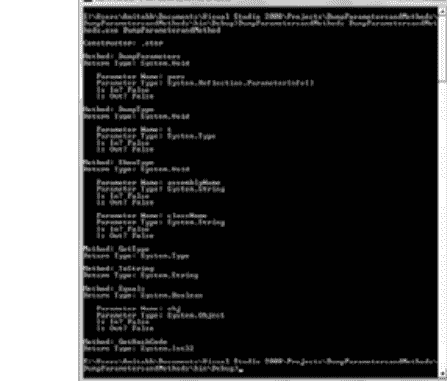 E:\Users\Amitabh\Documents\Visual Studio 2008\Projects\DumpParametersandMethods\
DumpParametersandMethods\bin\Debug>DumpParametersandMethods DumpParametersandMet
hods.exe DumpParameterandMethod
Constructor: .ctor
Method: DumpParameters
Return Type: System.Void
Parameter Name: para
Parameter Type: System.Reflection.ParameterInfo[]
Is In? False
Is Out? False
Method: DumpType
Return Type: System.Void
Parameter Name: t
Parameter Type: System.Type
Is In? False
Is Out? False
Method: ShowType
Return Type: System.Void
Parameter Name: assemblyName
Parameter Type: System.String
Is In? False
Is Out? False
Parameter Name: className
Parameter Type: System.String
Is In? False
Is Out? False
Method: GetType
Return Type: System.Type
Method: ToString
Return Type: System.String
Method: Equals
Return Type: System.Boolean
Parameter Name: obj
Parameter Type: System.Object
Is In? False
Is Out? False
Method: GetHashCode
Return Type: System.Int32
E:\Users\Amitabh\Documents\Visual Studio 2008\Projects\DumpParametersandMethods\
DumpParametersandMethods\bin\Debug>